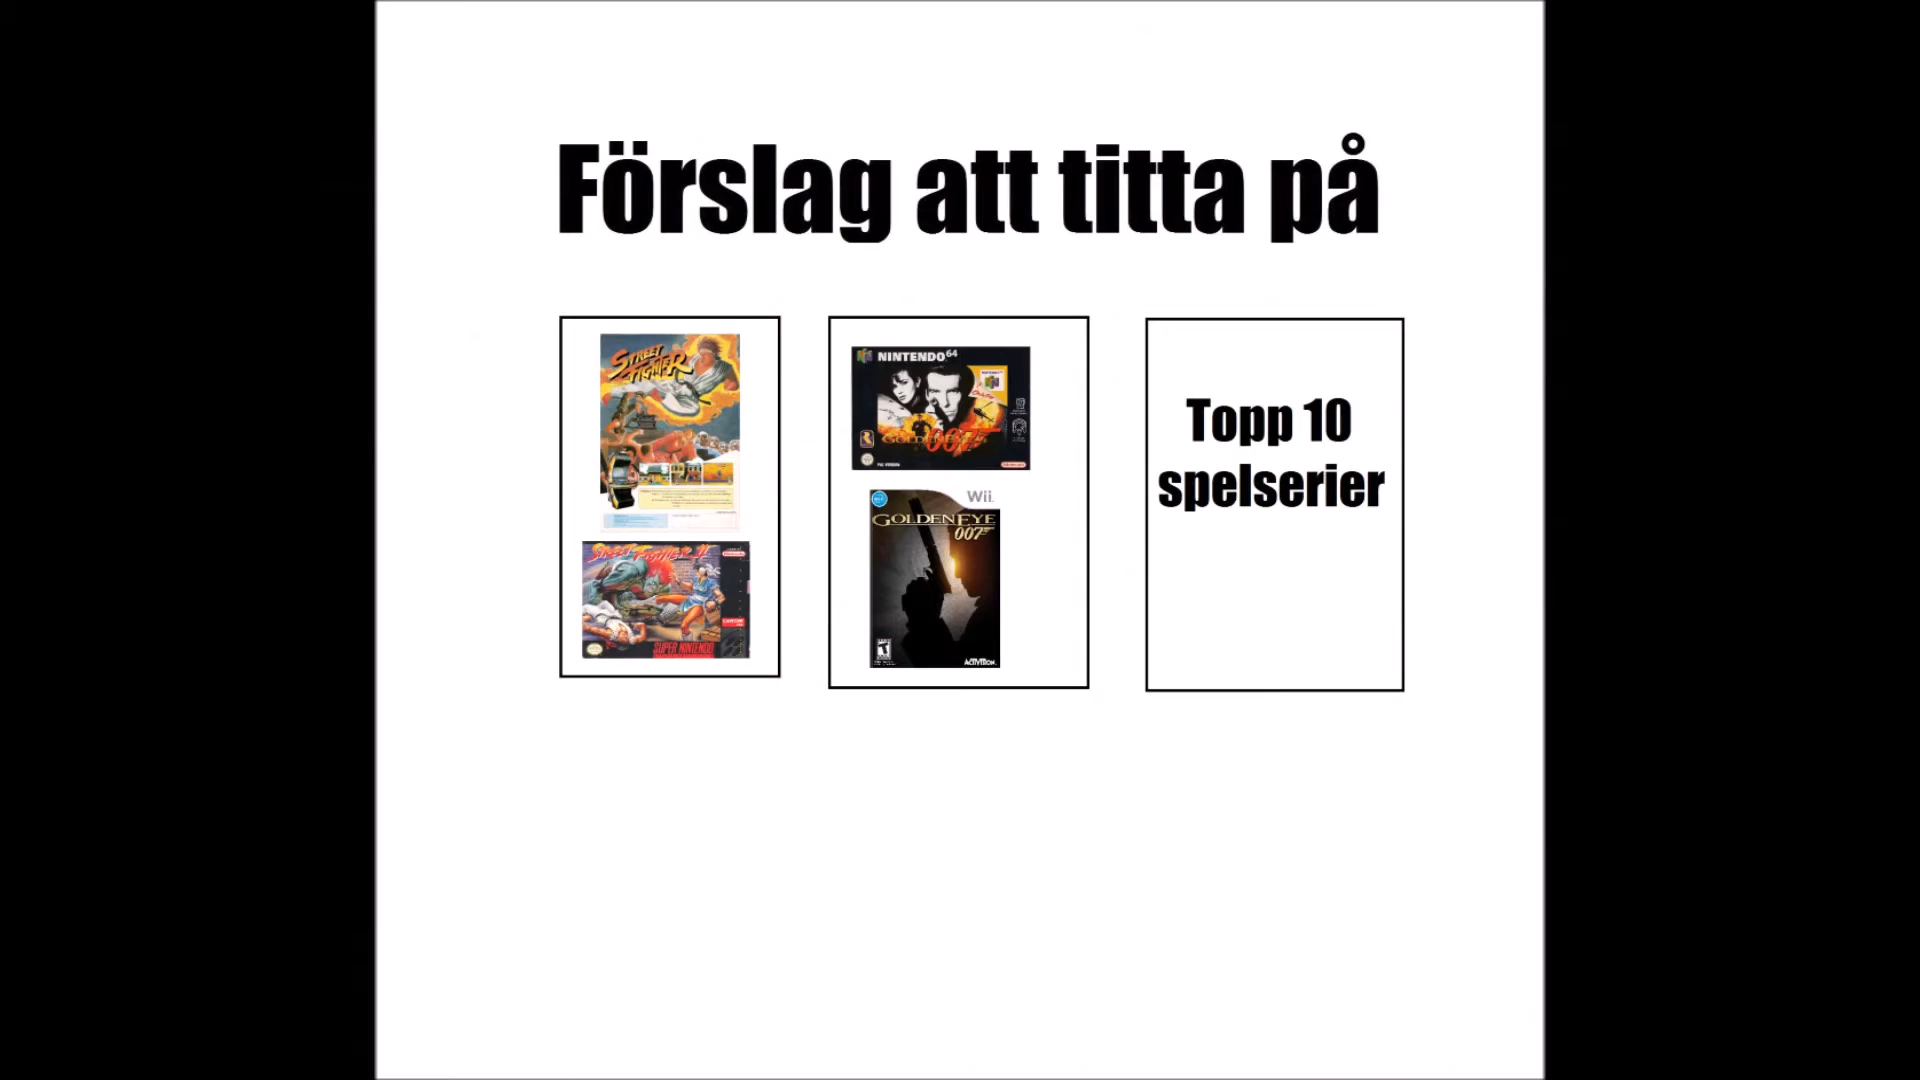 Förslag att titta på
STREET
FIGHTER
STREET FIGHTER II
SUPER NINTENDO
NINTENDO 64
GOLDENEYE
007
Wii
GOLDENEYE
007
ACTIVISION
Topp 10
spelserier